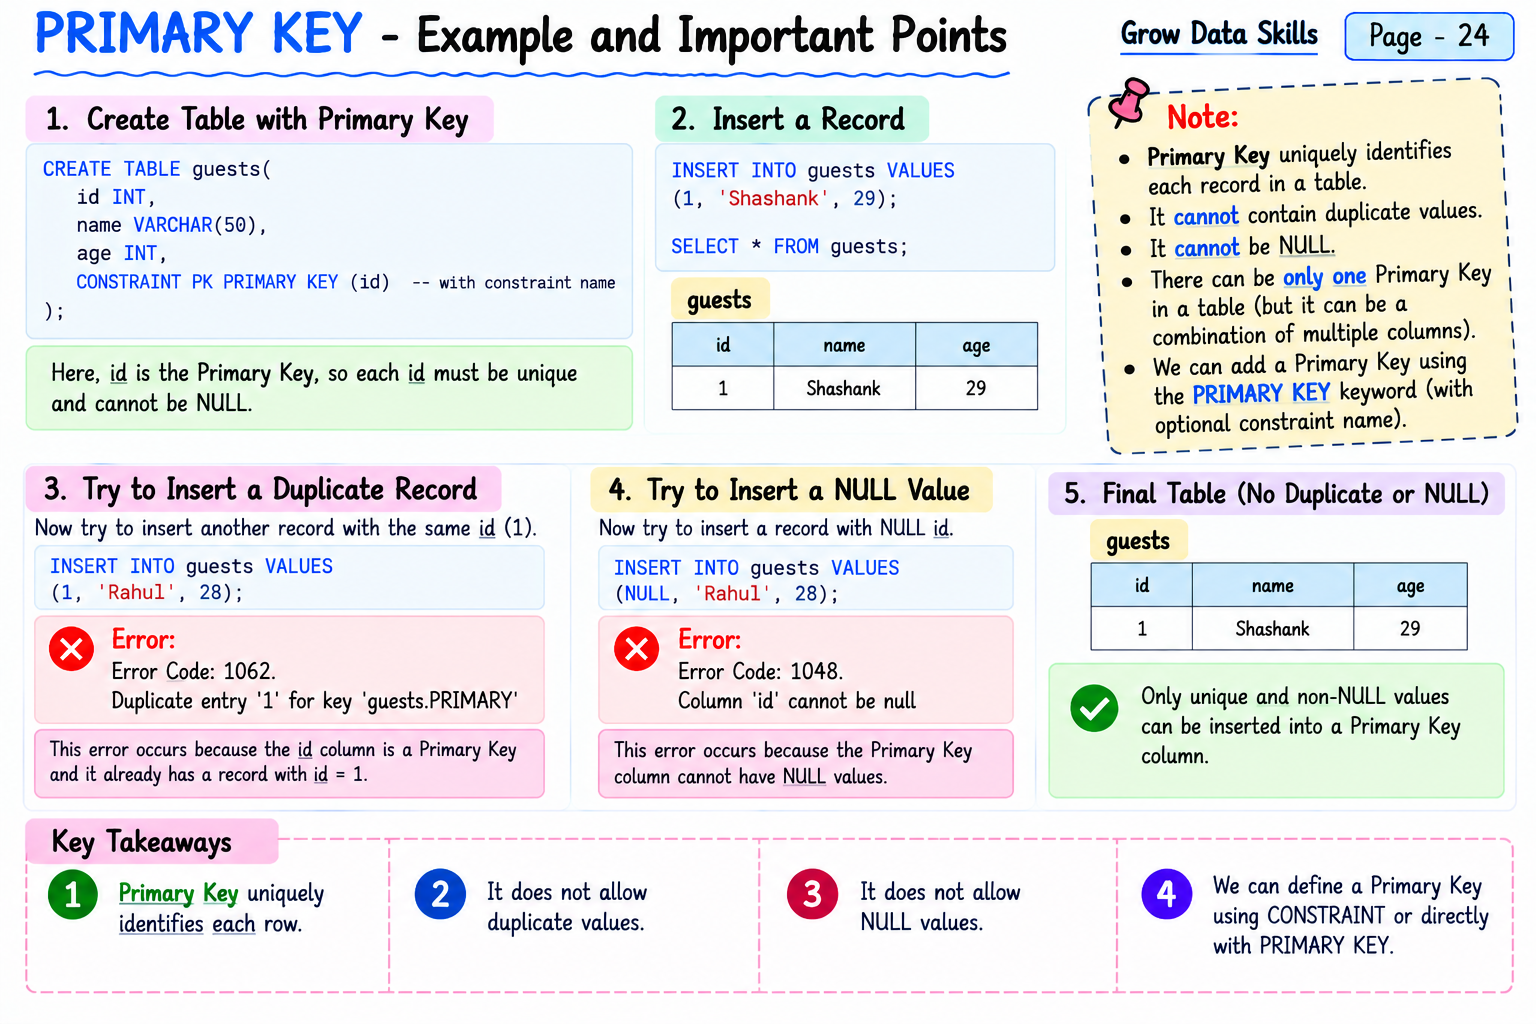 PRIMARY KEY - Example and Important Points
Grow Data Skills
Page - 24
1. Create Table with Primary Key
CREATE TABLE guests(
id INT,
name VARCHAR(50),
age INT,
CONSTRAINT PK PRIMARY KEY (id) -- with constraint name
);
Here, id is the Primary Key, so each id must be unique
and cannot be NULL.
2. Insert a Record
INSERT INTO guests VALUES
(1, 'Shashank', 29);
SELECT * FROM guests;
guests
id name age
1 Shashank 29
Note:
• Primary Key uniquely identifies
each record in a table.
• It cannot contain duplicate values.
• It cannot be NULL.
• There can be only one Primary Key
in a table (but it can be a
combination of multiple columns).
• We can add a Primary Key using
the PRIMARY KEY keyword (with
optional constraint name).
3. Try to Insert a Duplicate Record
Now try to insert another record with the same id (1).
INSERT INTO guests VALUES
(1, 'Rahul', 28);
Error:
Error Code: 1062.
Duplicate entry '1' for key 'guests.PRIMARY'
This error occurs because the id column is a Primary Key
and it already has a record with id = 1.
4. Try to Insert a NULL Value
Now try to insert a record with NULL id.
INSERT INTO guests VALUES
(NULL, 'Rahul', 28);
Error:
Error Code: 1048.
Column 'id' cannot be null
This error occurs because the Primary Key
column cannot have NULL values.
5. Final Table (No Duplicate or NULL)
guests
id name age
1 Shashank 29
Only unique and non-NULL values
can be inserted into a Primary Key
column.
Key Takeaways
1 Primary Key uniquely
identifies each row.
2 It does not allow
duplicate values.
3 It does not allow
NULL values.
4 We can define a Primary Key
using CONSTRAINT or directly
with PRIMARY KEY.